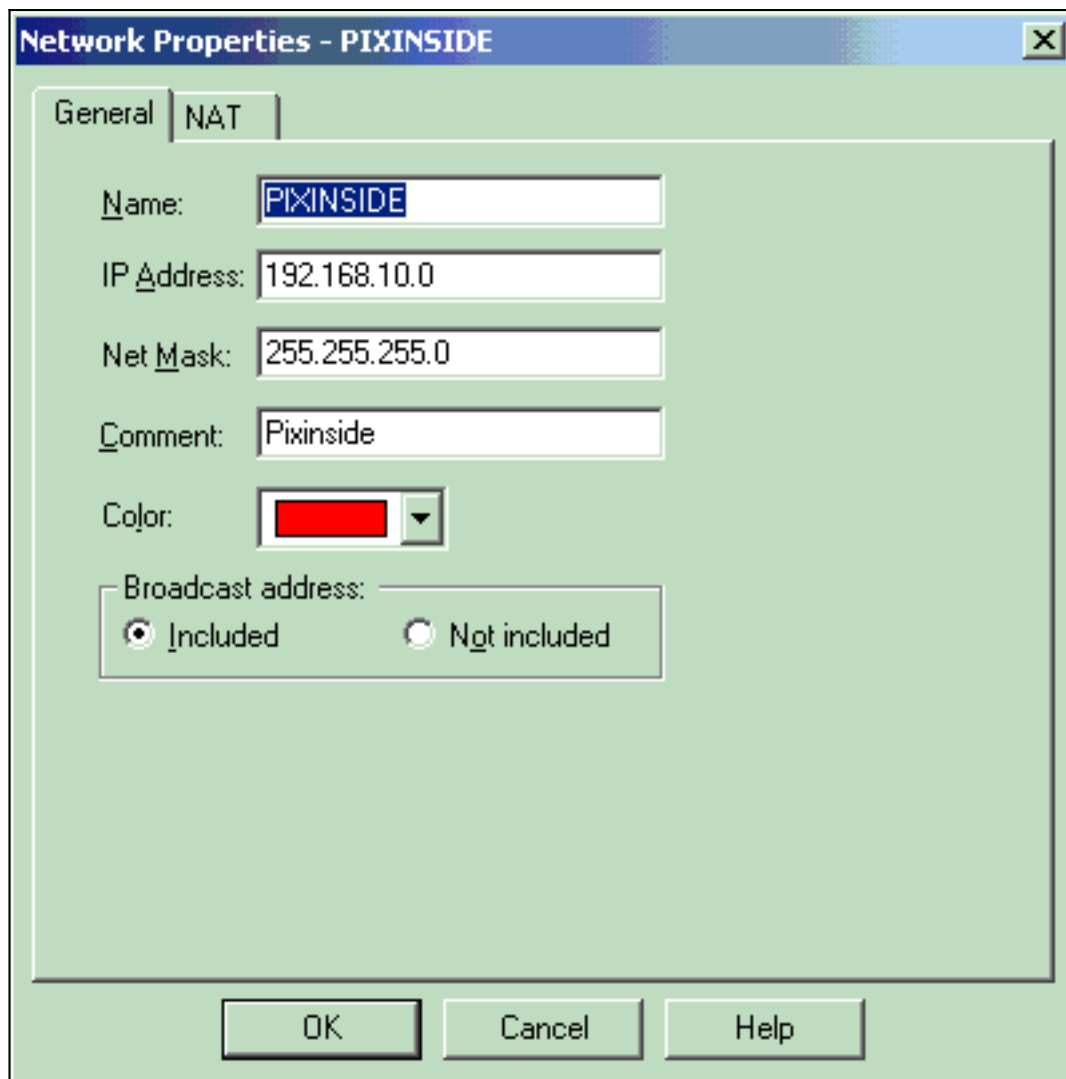 Network Properties - PIXINSIDE
General NAT
Name: PIXINSIDE
IP Address: 192.168.10.0
Net Mask: 255.255.255.0
Comment: Pixinside
Color:
Broadcast address:
Included Not included
OK Cancel Help